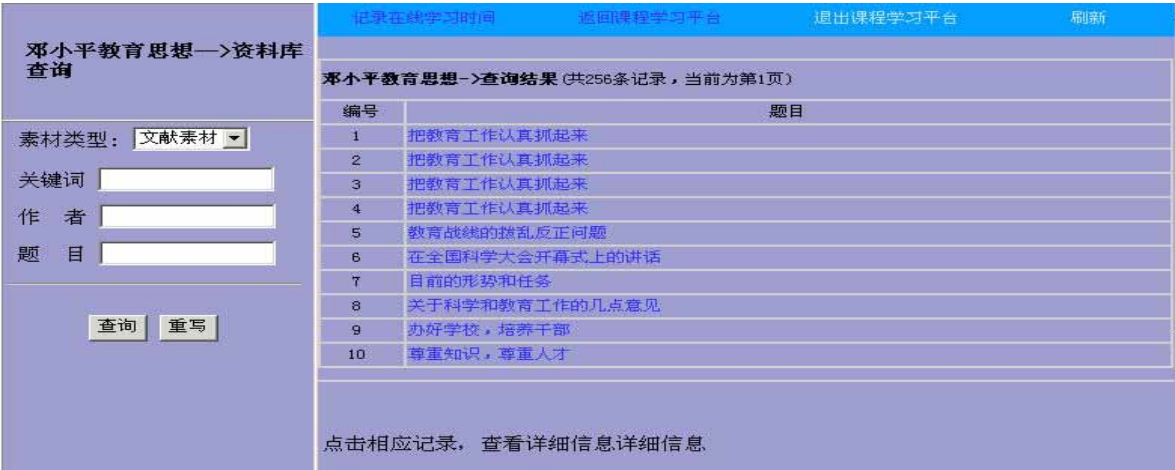 邓小平教育思想—>资料库
查询
素材类型： 文献素材
关键词
作 者
题 目
查询 重写
记录在线学习时间 返回课程学习平台 退出课程学习平台 刷新
邓小平教育思想->查询结果(共256条记录，当前为第1页)
编号 题目
1 把教育工作认真抓起来
2 把教育工作认真抓起来
3 把教育工作认真抓起来
4 把教育工作认真抓起来
5 教育战线的拨乱反正问题
6 在全国科学大会开幕式上的讲话
7 目前的形势和任务
8 关于科学和教育工作的几点意见
9 办好学校，培养干部
10 尊重知识，尊重人才
点击相应记录，查看详细信息详细信息